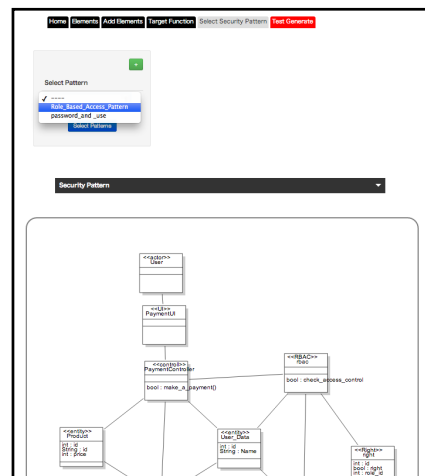 Home Elements Add Elements Target Function Select Security Pattern Test Generate
+
Select Pattern
✓ ----
Role_Based_Access_Pattern
password_and _use
Select Patterns
Security Pattern
<<actor>>
User
<<UI>>
PaymentUI
<<controll>>
PaymentController
bool : make_a_payment()
<<RBAC>>
rbac
bool : check_access_control
<<entity>>
Product
int : id
String : id
int : price
<<entity>>
User_Data
int : id
String : Name
<<Right>>
right
int : id
bool : right
int : role_id